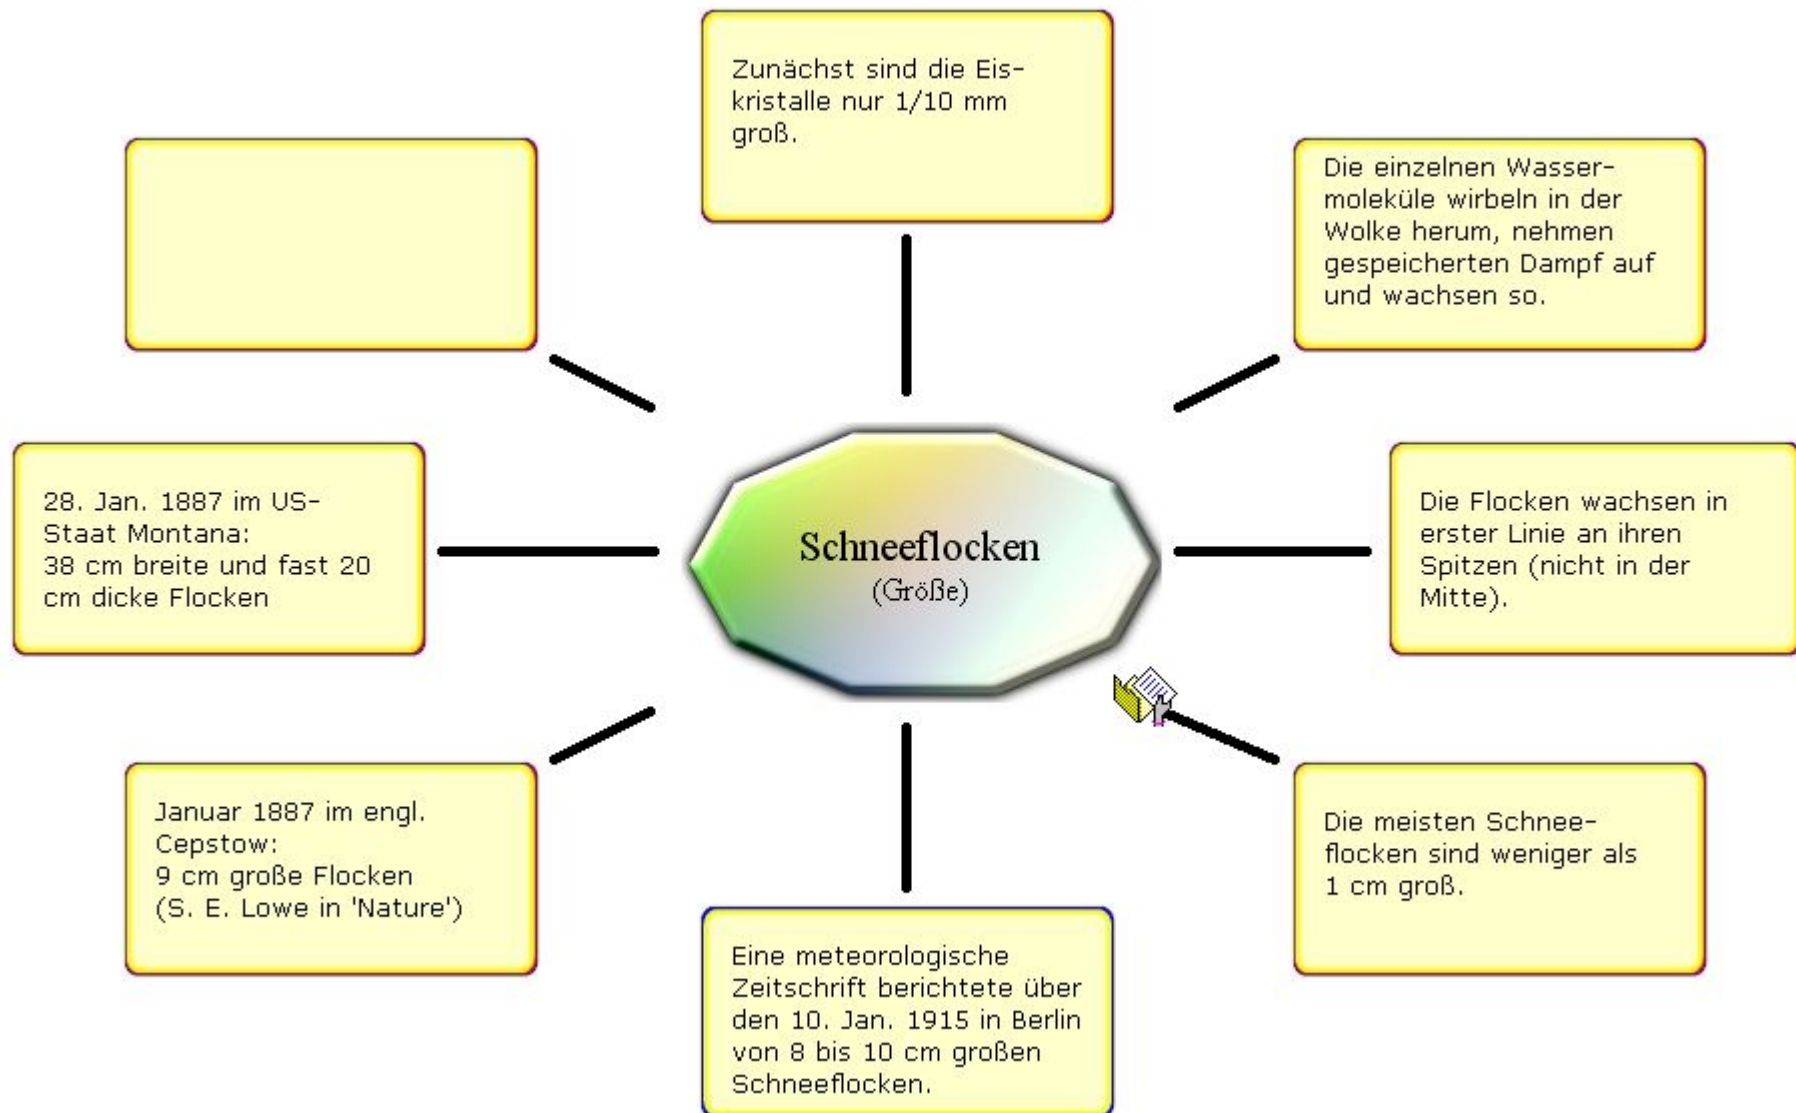 Zunächst sind die Eis-
kristalle nur 1/10 mm
groß.
Die einzelnen Wasser-
moleküle wirbeln in der
Wolke herum, nehmen
gespeicherten Dampf auf
und wachsen so.
Die Flocken wachsen in
erster Linie an ihren
Spitzen (nicht in der
Mitte).
Die meisten Schnee-
flocken sind weniger als
1 cm groß.
Eine meteorologische
Zeitschrift berichtete über
den 10. Jan. 1915 in Berlin
von 8 bis 10 cm großen
Schneeflocken.
Januar 1887 im engl.
Cepstow:
9 cm große Flocken
(S. E. Lowe in 'Nature')
28. Jan. 1887 im US-
Staat Montana:
38 cm breite und fast 20
cm dicke Flocken
Schneeflocken
(Größe)